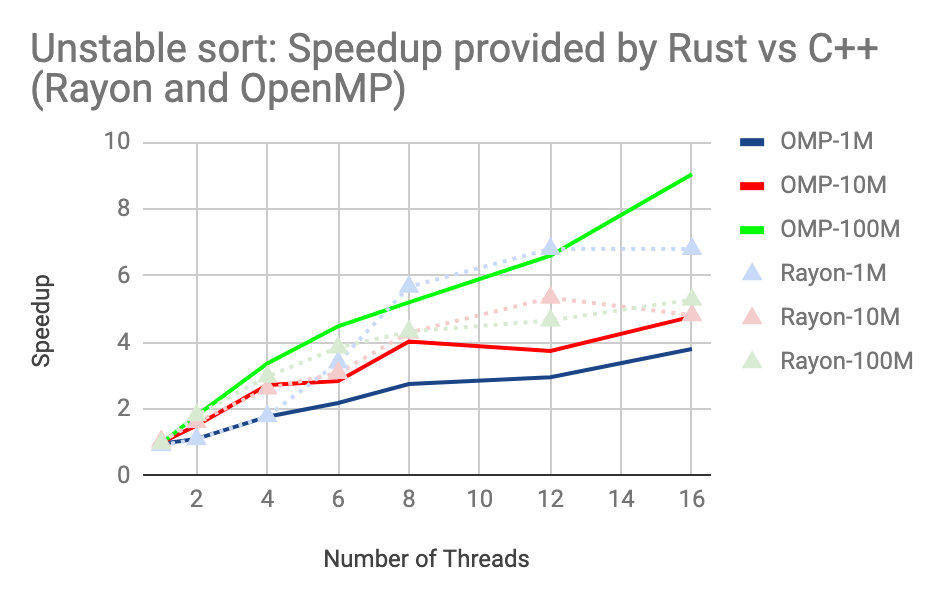 Unstable sort: Speedup provided by Rust vs C++
(Rayon and OpenMP)
10
8
6
4
2
0
Speedup
2 4 6 8 10 12 14 16
Number of Threads
OMP-1M
OMP-10M
OMP-100M
Rayon-1M
Rayon-10M
Rayon-100M